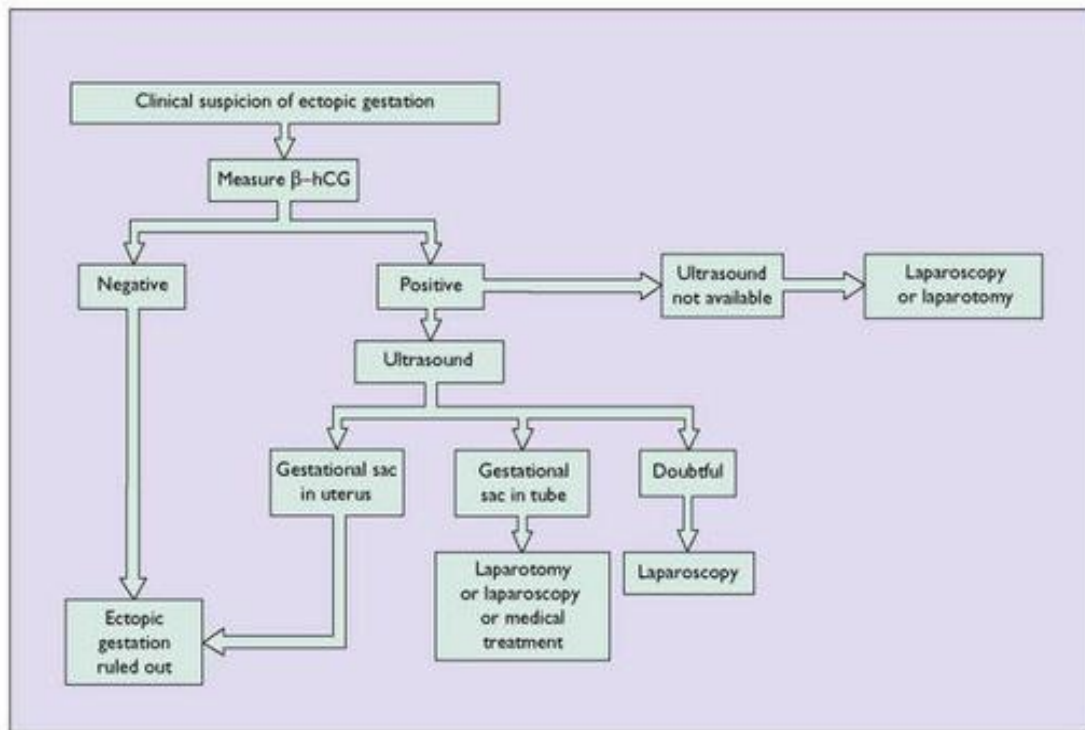 Clinical suspicion of ectopic gestation
Measure β–hCG
Negative
Positive
Ultrasound
not available
Laparoscopy
or laparotomy
Ultrasound
Gestational sac
in uterus
Gestational
sac in tube
Doubtful
Laparotomy
or laparoscopy
or medical
treatment
Laparoscopy
Ectopic
gestation
ruled out